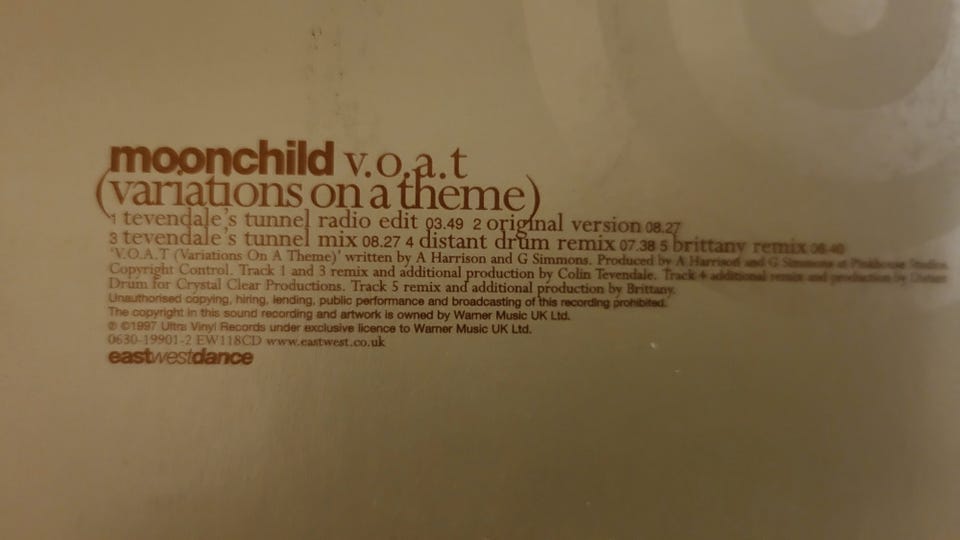 moonchild v.o.a.t
(variations on a theme)
1 tevendale's tunnel radio edit 03.49 2 original version 08.27
3 tevendale's tunnel mix 08.27 4 distant drum remix 07.38 5 brittany remix 08.40
'V.O.A.T (Variations On A Theme)' written by A Harrison and G Simmons. Produced by A Harrison and G Simmons at Studios
Copyright Control. Track 1 and 3 remix and additional production by Colin Tevendale. Track 4 additional remix and production by Distant
Drum for Crystal Clear Productions. Track 5 remix and additional production by Brittany.
Unauthorised copying, hiring, lending, public performance and broadcasting of this recording prohibited.
The copyright in this sound recording and artwork is owned by Warner Music UK Ltd.
℗ ©1997 Ultra Vinyl Records under exclusive licence to Warner Music UK Ltd.
0630-19901-2 EW118CD www.eastwest.co.uk
eastwestdance